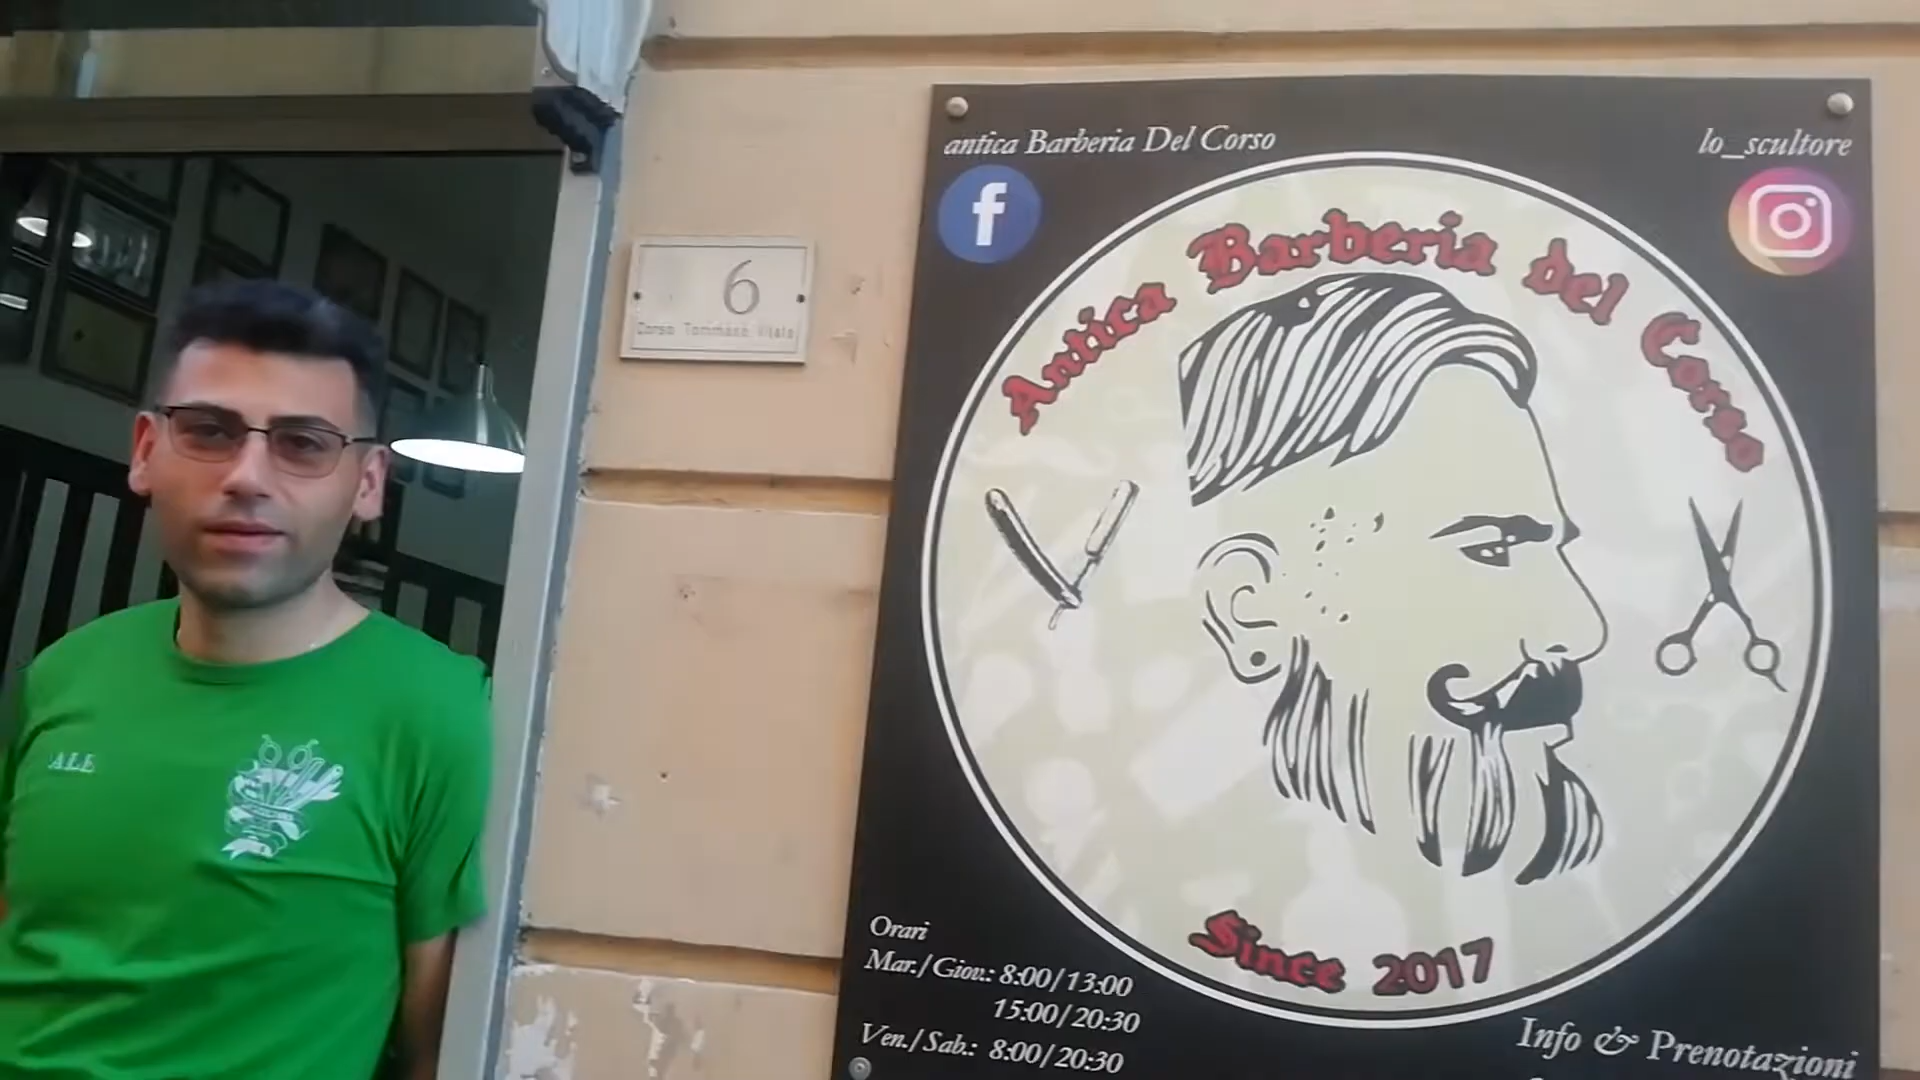 antica Barberia Del Corso
lo_scultore
f
6
Corso Tommaso Vitale
Antica Barberia del Corso
ALE
Since 2017
Orari
Mar./Giov.: 8:00/13:00
15:00/20:30
Ven./Sab.: 8:00/20:30
Info & Prenotazioni